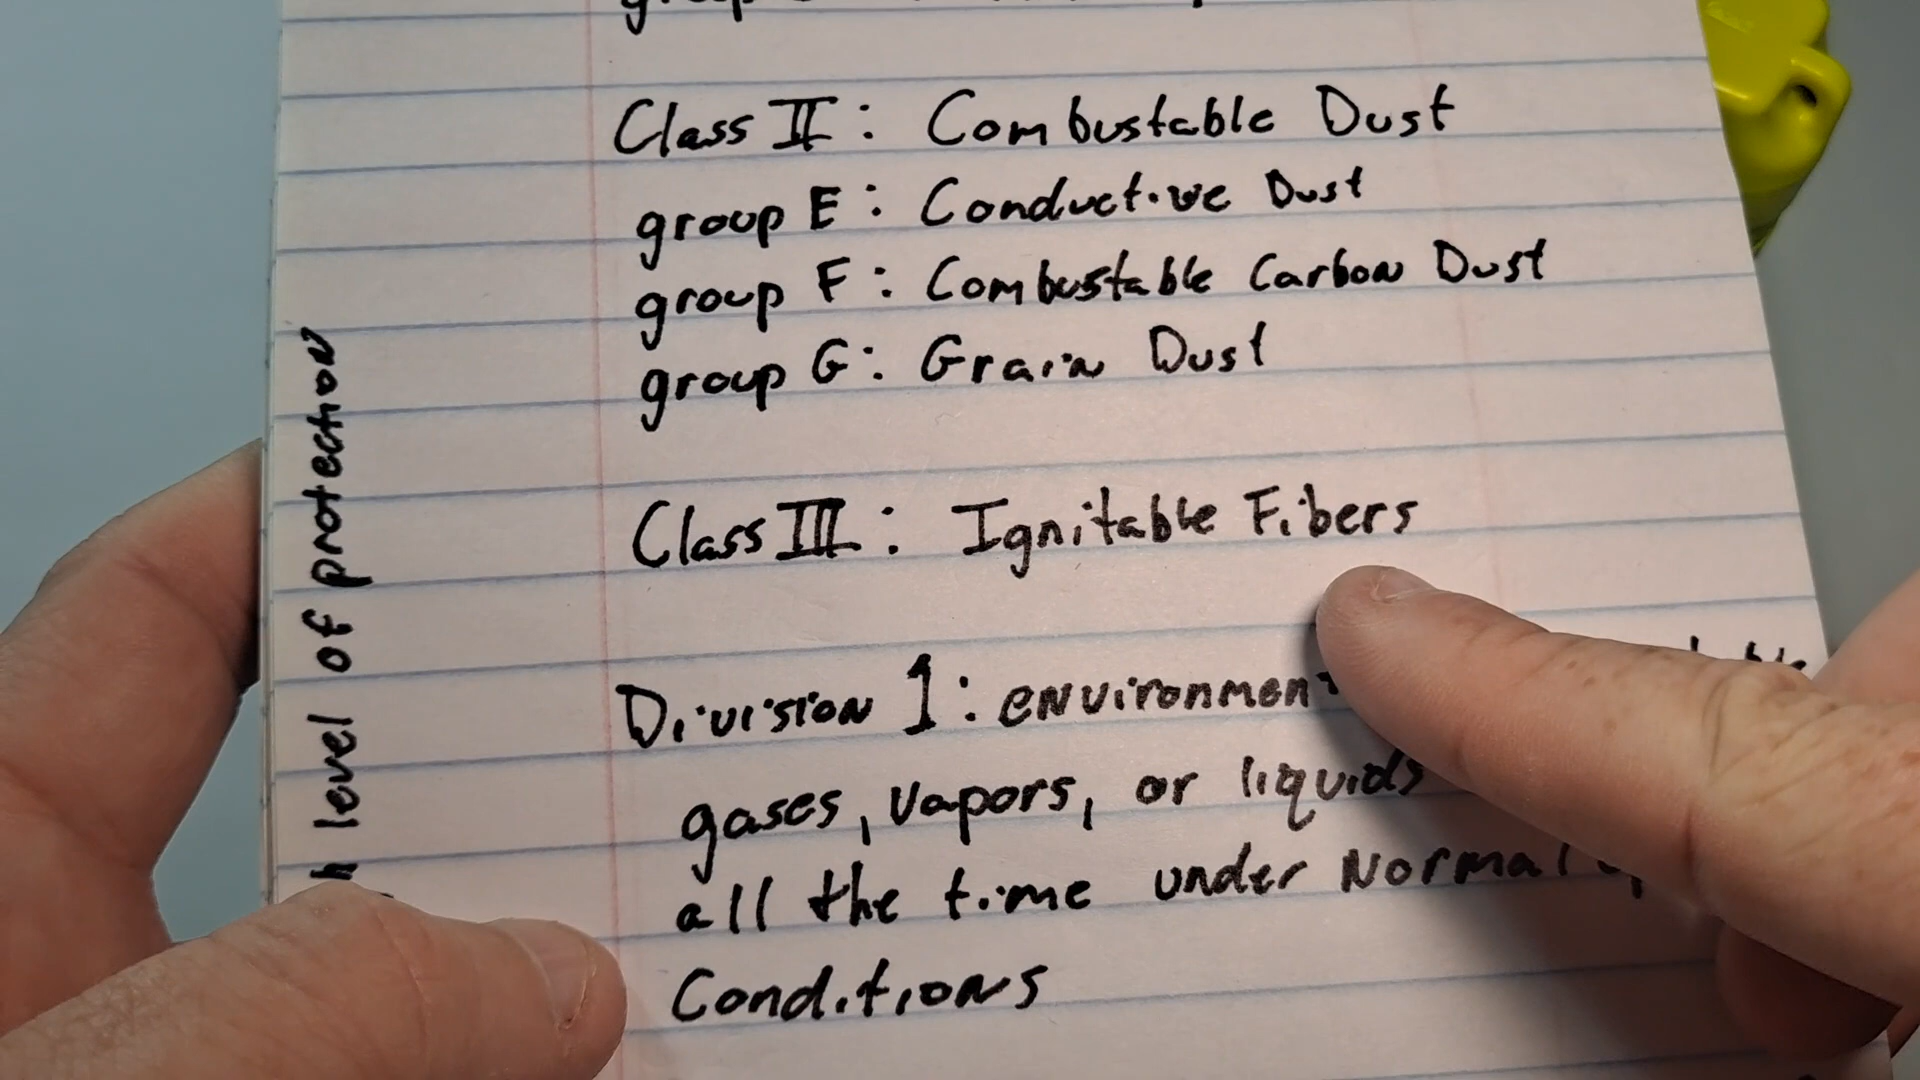 group
Class II: Combustable Dust
group E: Conductive Dust
group F: Combustable Carbon Dust
group G: Grain Dust
Class III: Ignitable Fibers
Division 1: environment
gases, vapors, or liquids
all the time under Normal
Conditions
level of protection